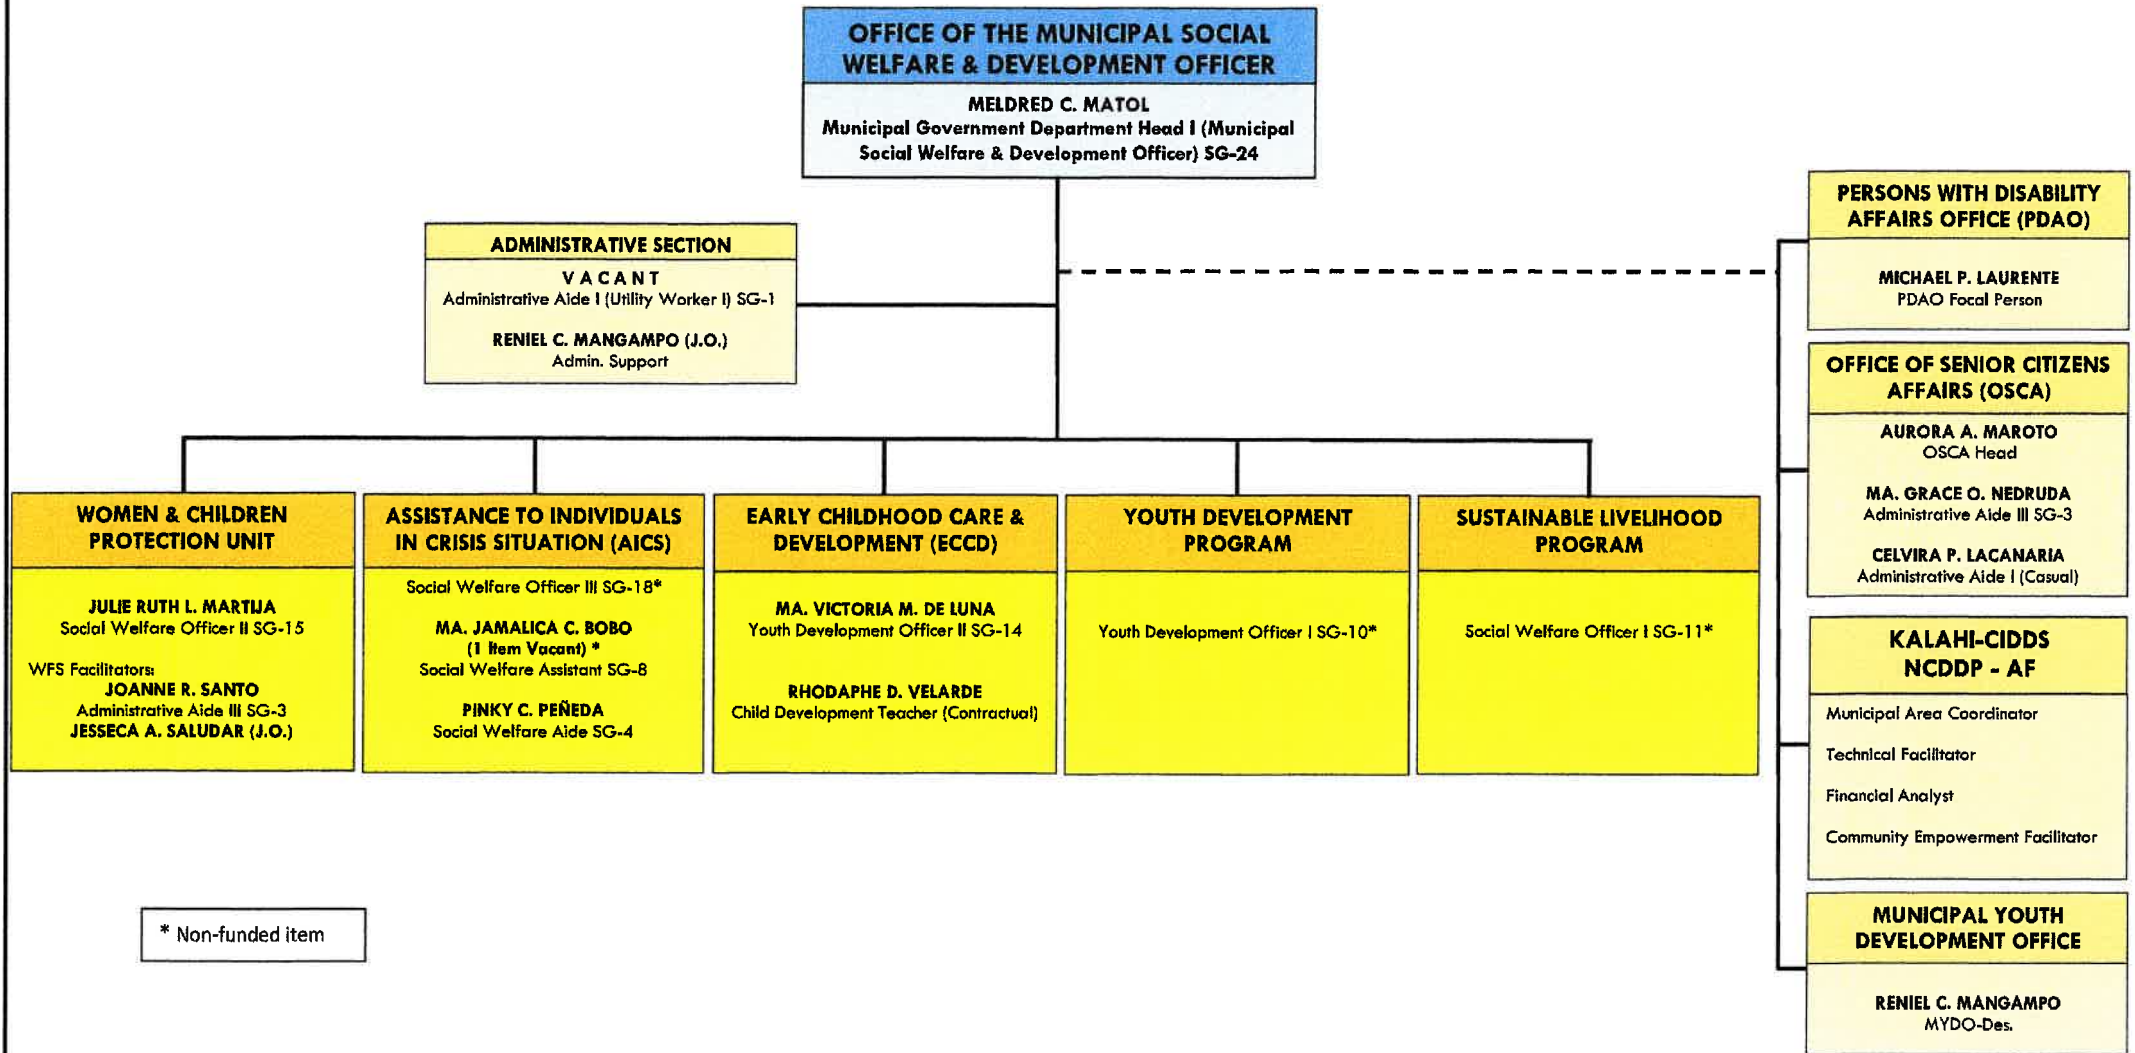 OFFICE OF THE MUNICIPAL SOCIAL
WELFARE & DEVELOPMENT OFFICER
MELDRED C. MATOL
Municipal Government Department Head I (Municipal
Social Welfare & Development Officer) SG-24
ADMINISTRATIVE SECTION
V A C A N T
Administrative Aide I (Utility Worker I) SG-1
RENIEL C. MANGAMPO (J.O.)
Admin. Support
PERSONS WITH DISABILITY
AFFAIRS OFFICE (PDAO)
MICHAEL P. LAURENTE
PDAO Focal Person
OFFICE OF SENIOR CITIZENS
AFFAIRS (OSCA)
AURORA A. MAROTO
OSCA Head
MA. GRACE O. NEDRUDA
Administrative Aide III SG-3
CELVIRA P. LACANARIA
Administrative Aide I (Casual)
KALAHI-CIDDS
NCDDP - AF
Municipal Area Coordinator
Technical Facilitator
Financial Analyst
Community Empowerment Facilitator
MUNICIPAL YOUTH
DEVELOPMENT OFFICE
RENIEL C. MANGAMPO
MYDO-Des.
WOMEN & CHILDREN
PROTECTION UNIT
JULIE RUTH L. MARTIJA
Social Welfare Officer II SG-15
WFS Facilitators:
JOANNE R. SANTO
Administrative Aide III SG-3
JESSECA A. SALUDAR (J.O.)
ASSISTANCE TO INDIVIDUALS
IN CRISIS SITUATION (AICS)
Social Welfare Officer III SG-18*
MA. JAMALICA C. BOBO
(1 Item Vacant) *
Social Welfare Assistant SG-8
PINKY C. PEÑEDA
Social Welfare Aide SG-4
EARLY CHILDHOOD CARE &
DEVELOPMENT (ECCD)
MA. VICTORIA M. DE LUNA
Youth Development Officer II SG-14
RHODAPHE D. VELARDE
Child Development Teacher (Contractual)
YOUTH DEVELOPMENT
PROGRAM
Youth Development Officer I SG-10*
SUSTAINABLE LIVELIHOOD
PROGRAM
Social Welfare Officer I SG-11*
* Non-funded item